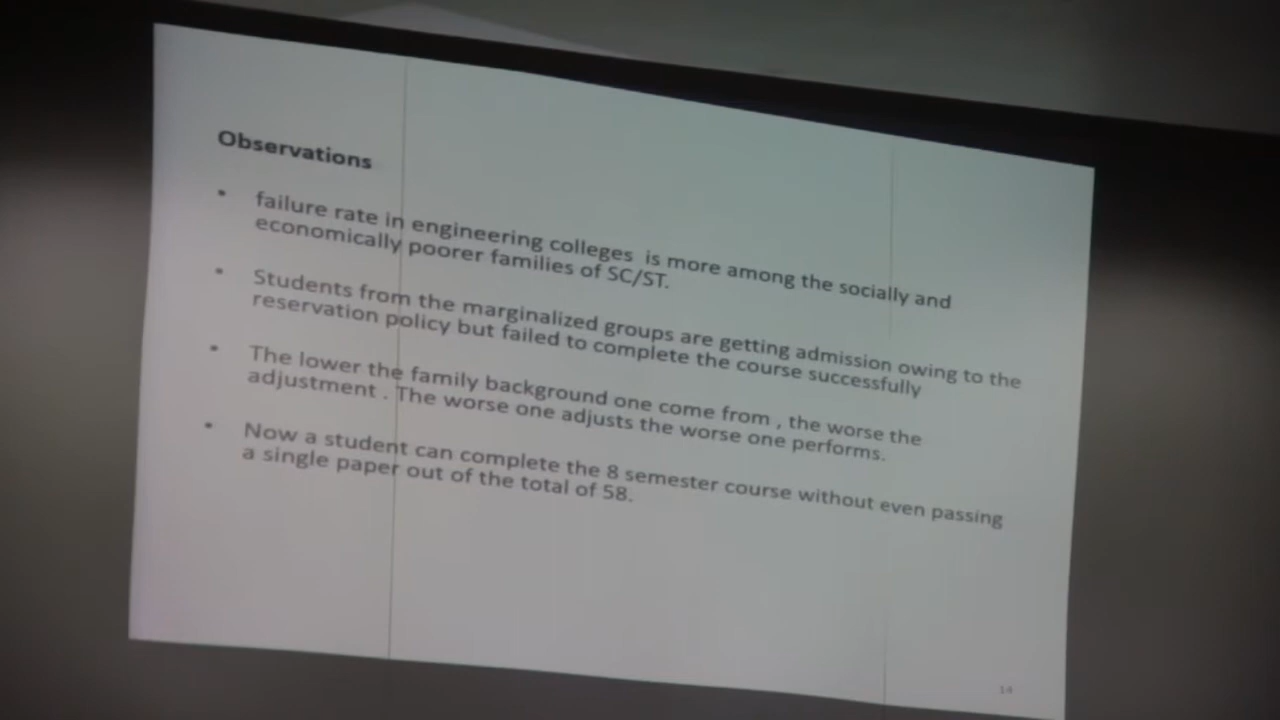 Observations
• failure rate in engineering colleges is more among the socially and
economically poorer families of SC/ST.
• Students from the marginalized groups are getting admission owing to the
reservation policy but failed to complete the course successfully
• The lower the family background one come from , the worse the
adjustment . The worse one adjusts the worse one performs.
• Now a student can complete the 8 semester course without even passing
a single paper out of the total of 58.
14